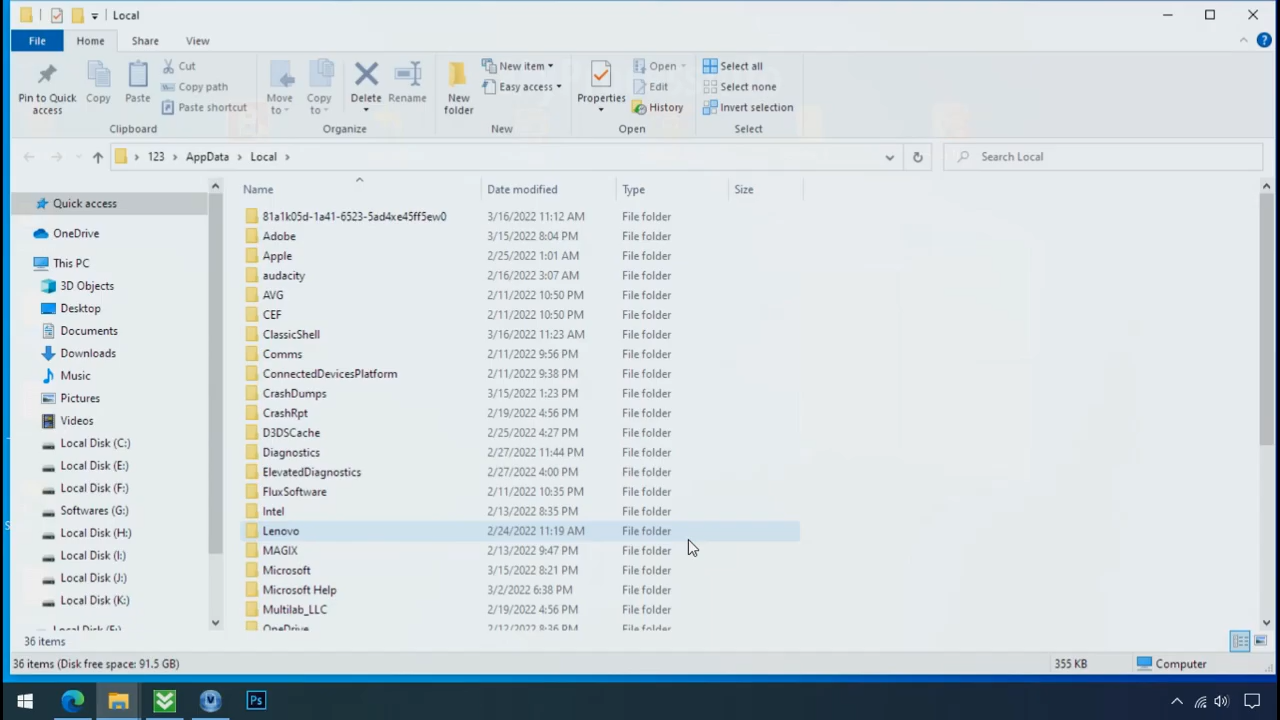 Local
File Home Share View
Pin to Quick access
Copy
Paste
Cut
Copy path
Paste shortcut
Clipboard
Move to
Copy to
Delete
Rename
Organize
New folder
New item
Easy access
New
Properties
Open
Edit
History
Open
Select all
Select none
Invert selection
Select
123 AppData Local
Search Local
Quick access
OneDrive
This PC
3D Objects
Desktop
Documents
Downloads
Music
Pictures
Videos
Local Disk (C:)
Local Disk (E:)
Local Disk (F:)
Softwares (G:)
Local Disk (H:)
Local Disk (I:)
Local Disk (J:)
Local Disk (K:)
Name Date modified Type Size
81a1k05d-1a41-6523-5ad4xe45ff5ew0 3/16/2022 11:12 AM File folder
Adobe 3/15/2022 8:04 PM File folder
Apple 2/25/2022 1:01 AM File folder
audacity 2/16/2022 3:07 AM File folder
AVG 2/11/2022 10:50 PM File folder
CEF 2/11/2022 10:50 PM File folder
ClassicShell 3/16/2022 11:23 AM File folder
Comms 2/11/2022 9:56 PM File folder
ConnectedDevicesPlatform 2/11/2022 9:38 PM File folder
CrashDumps 3/15/2022 1:23 PM File folder
CrashRpt 2/19/2022 4:56 PM File folder
D3DSCache 2/25/2022 4:27 PM File folder
Diagnostics 2/27/2022 11:44 PM File folder
ElevatedDiagnostics 2/27/2022 4:00 PM File folder
FluxSoftware 2/11/2022 10:35 PM File folder
Intel 2/13/2022 8:35 PM File folder
Lenovo 2/24/2022 11:19 AM File folder
MAGIX 2/13/2022 9:47 PM File folder
Microsoft 3/15/2022 8:21 PM File folder
Microsoft Help 3/2/2022 6:38 PM File folder
Multilab_LLC 2/19/2022 4:56 PM File folder
OneDrive 2/12/2022 8:36 PM File folder
36 items
36 items (Disk free space: 91.5 GB) 355 KB Computer
Ps